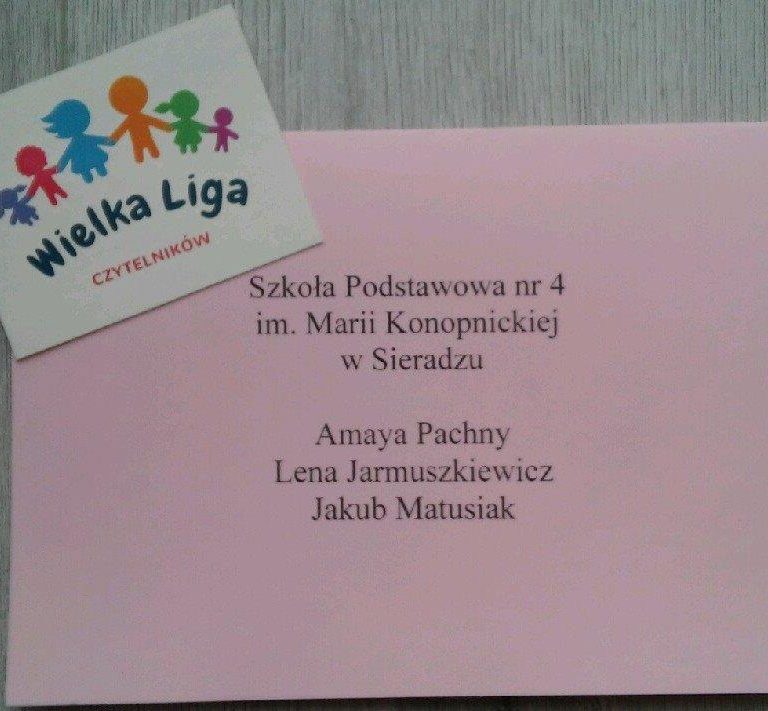 Wielka Liga
CZYTELNIKÓW
Szkoła Podstawowa nr 4
im. Marii Konopnickiej
w Sieradzu
Amaya Pachny
Lena Jarmuszkiewicz
Jakub Matusiak